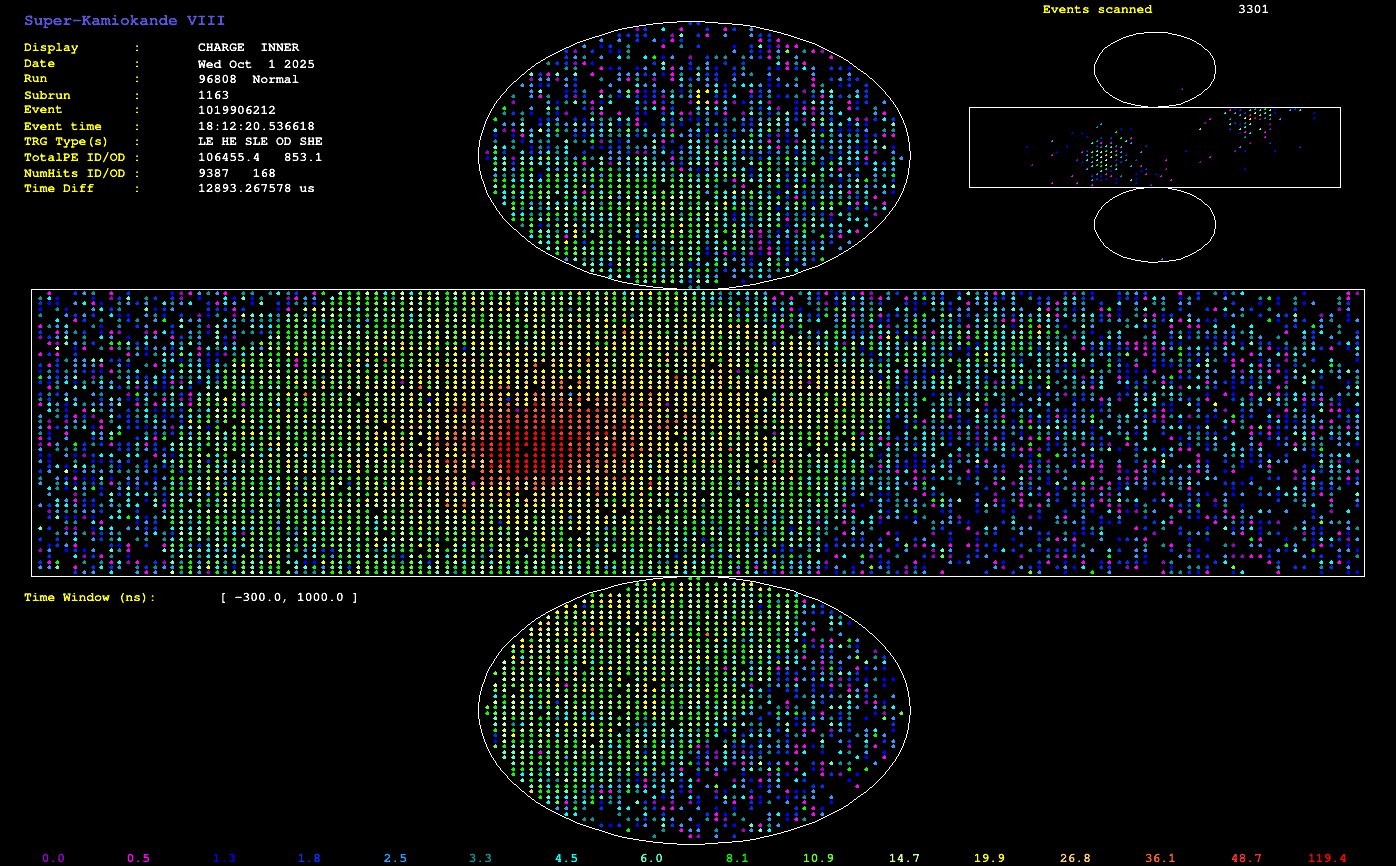 Super-Kamiokande VIII
Events scanned 3301
Display : CHARGE INNER
Date : Wed Oct 1 2025
Run : 96808 Normal
Subrun : 1163
Event : 1019906212
Event time : 18:12:20.536618
TRG Type(s) : LE HE SLE OD SHE
TotalPE ID/OD : 106455.4 853.1
NumHits ID/OD : 9387 168
Time Diff : 12893.267578 us
Time Window (ns): [ -300.0, 1000.0 ]
0.0 0.5 1.3 1.8 2.5 3.3 4.5 6.0 8.1 10.9 14.7 19.9 26.8 36.1 48.7 119.4